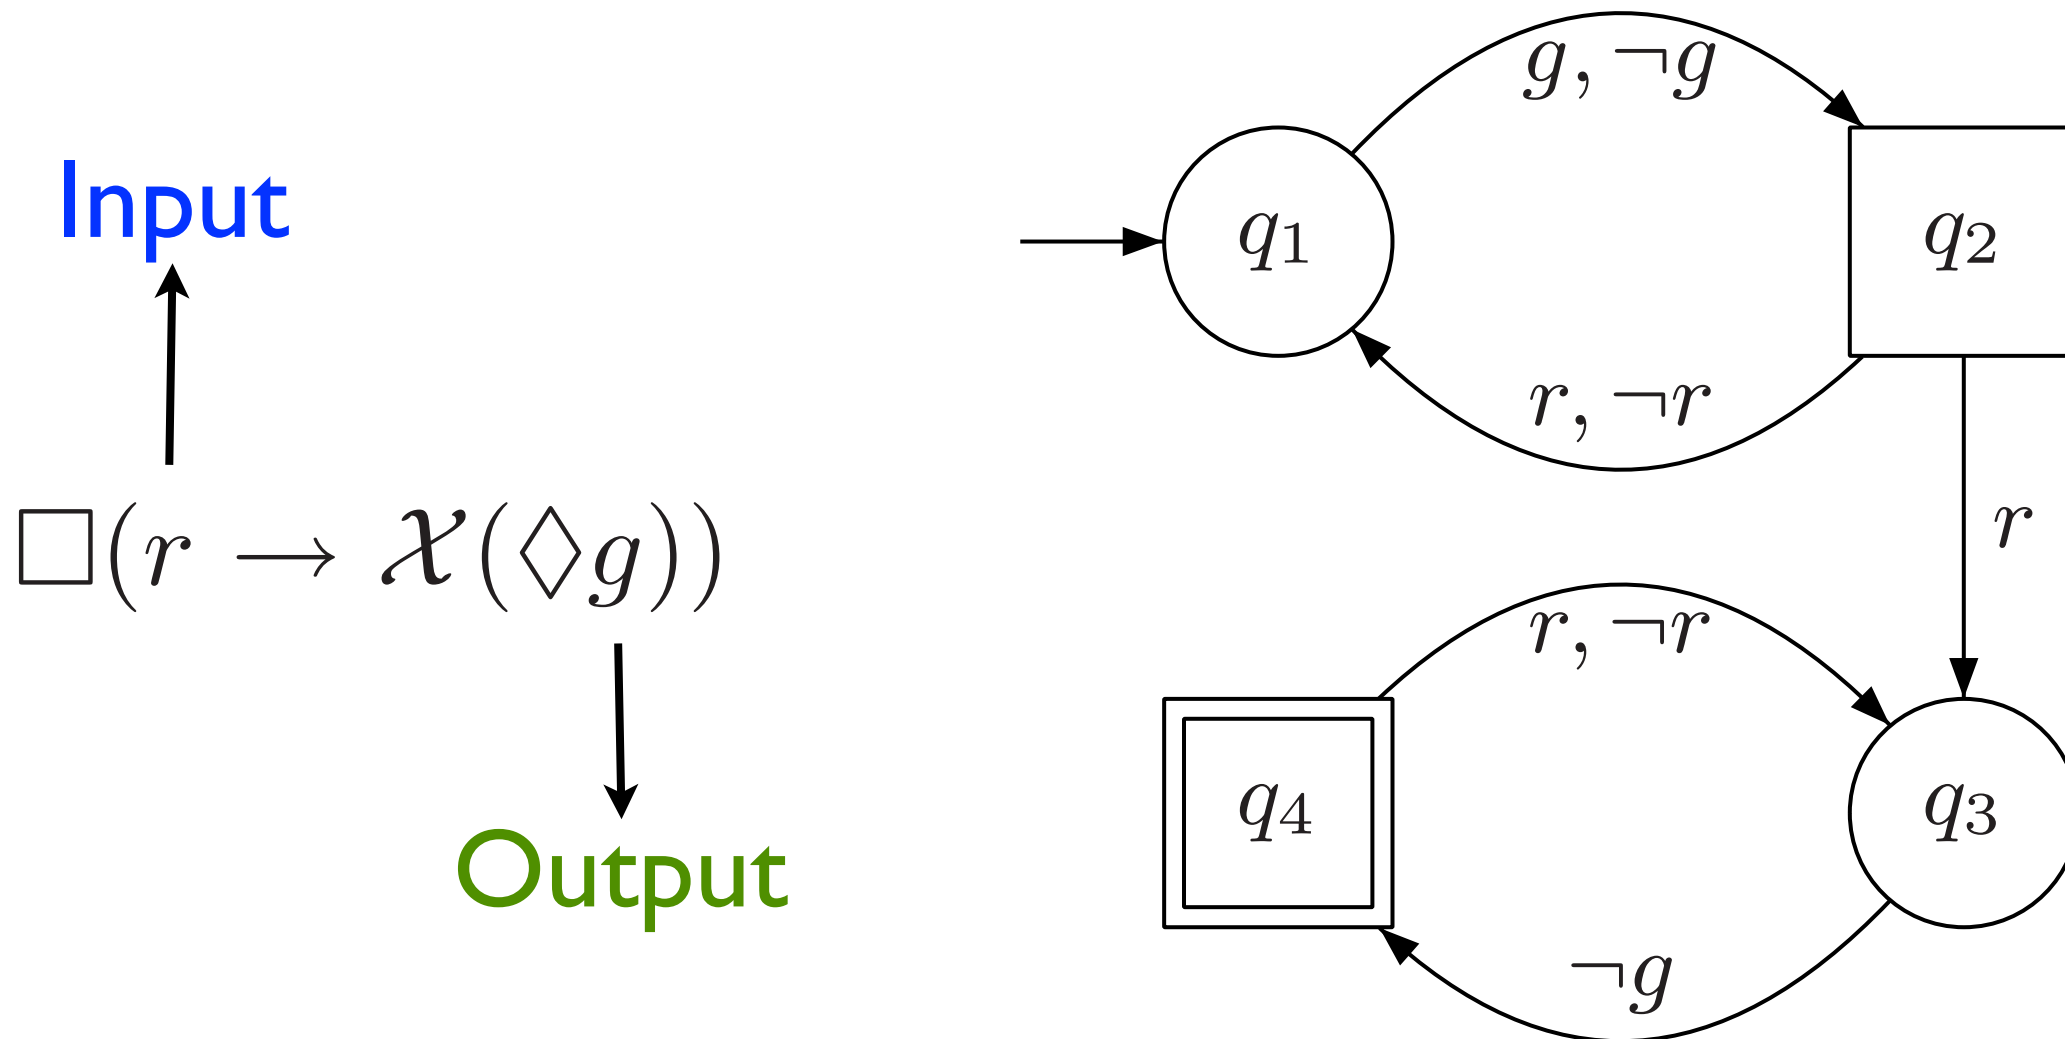 Input
□(r → 𝒳(◇g))
Output
g, ¬g
q₁
q₂
r, ¬r
r
r, ¬r
q₄
q₃
¬g